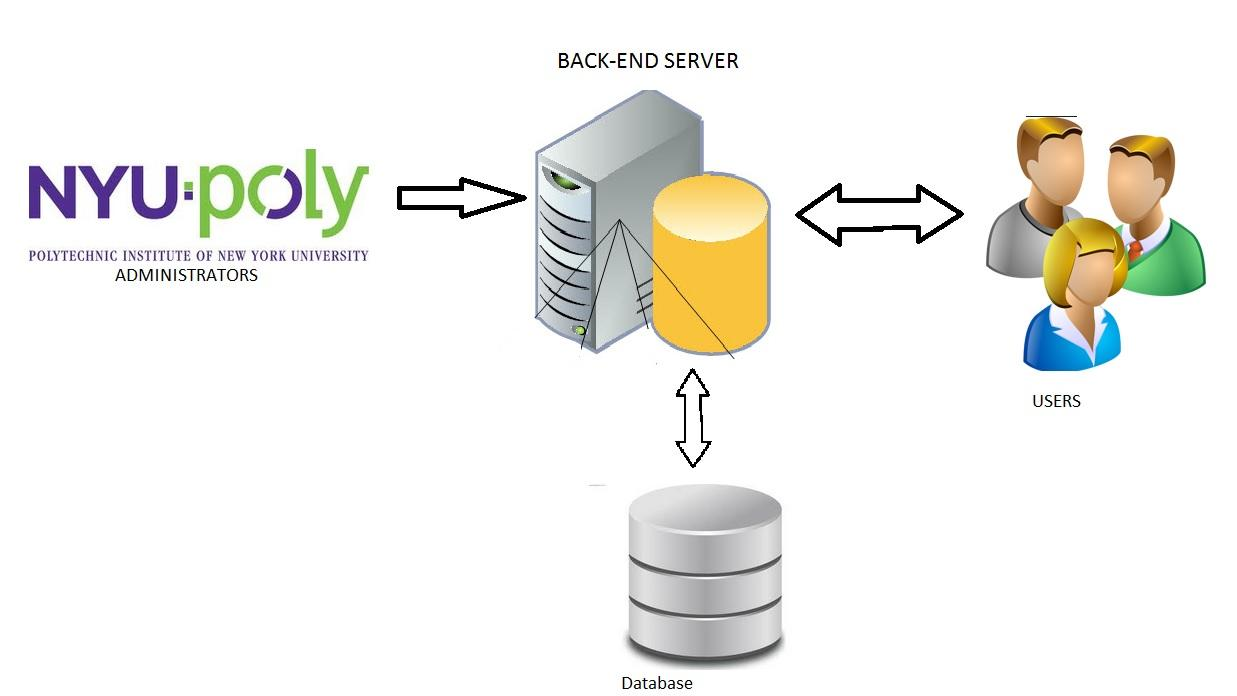 BACK-END SERVER
NYU:poly
POLYTECHNIC INSTITUTE OF NEW YORK UNIVERSITY
ADMINISTRATORS
USERS
Database